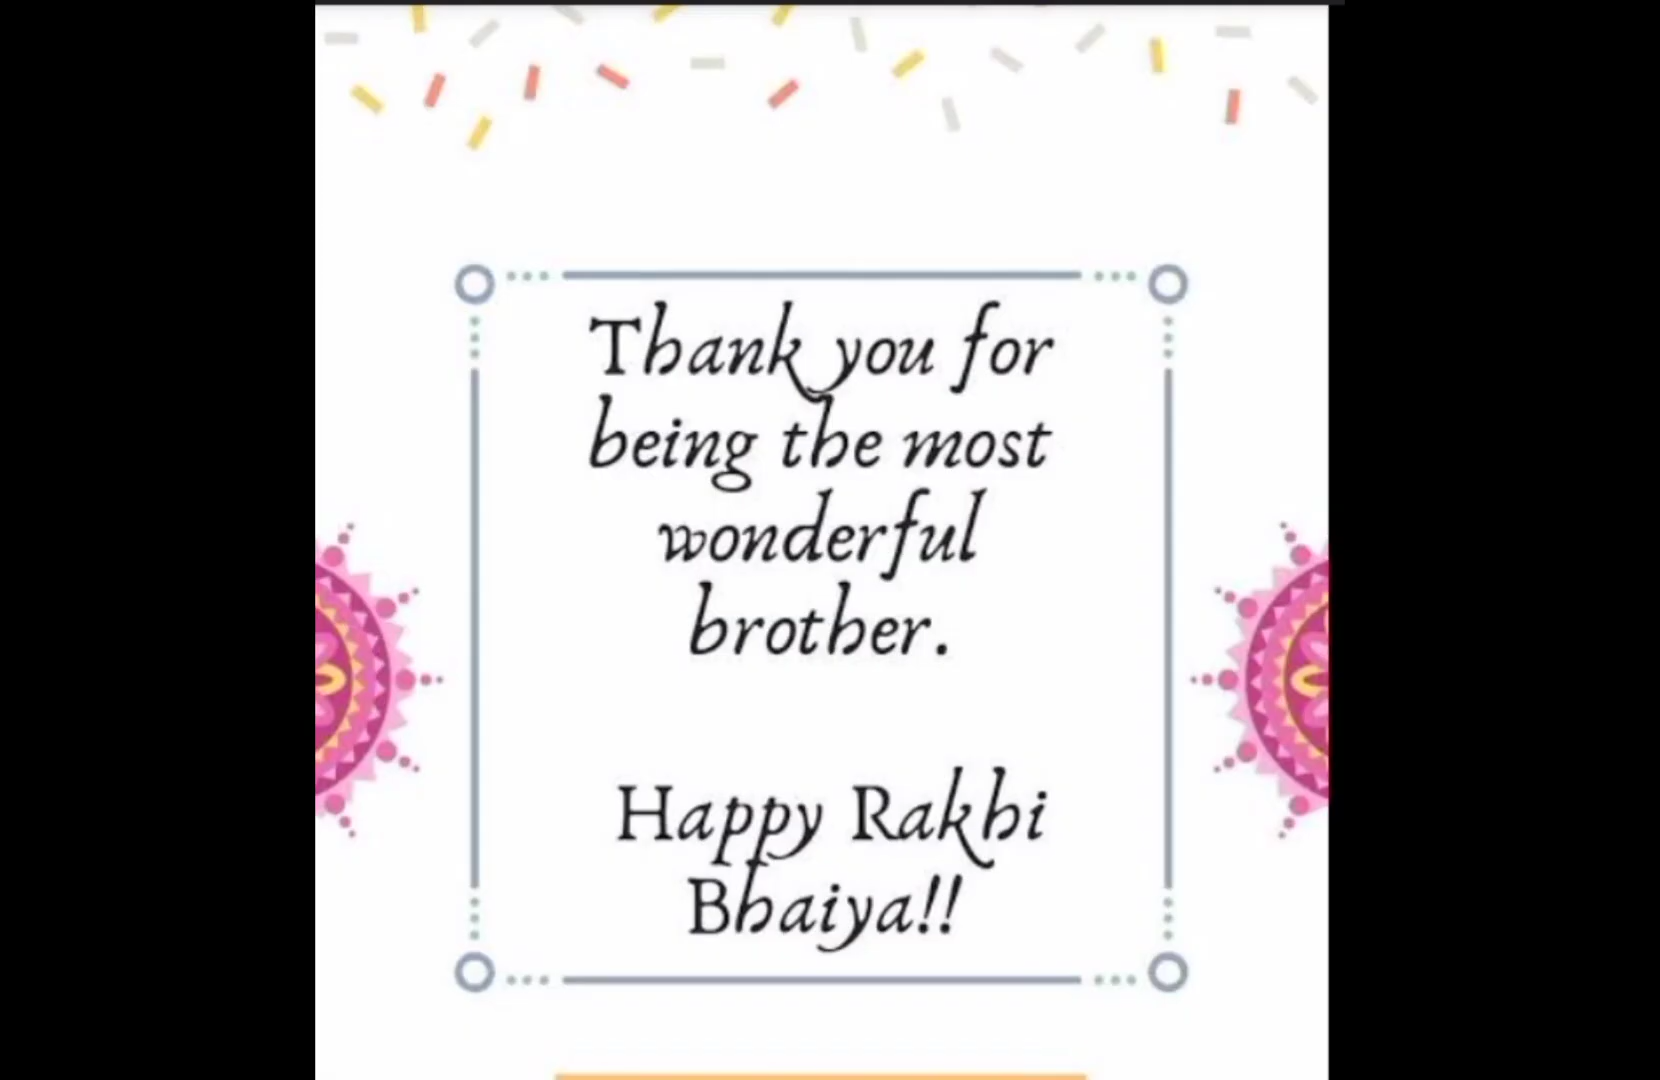 Thank you for
being the most
wonderful
brother.
Happy Rakhi
Bhaiya!!